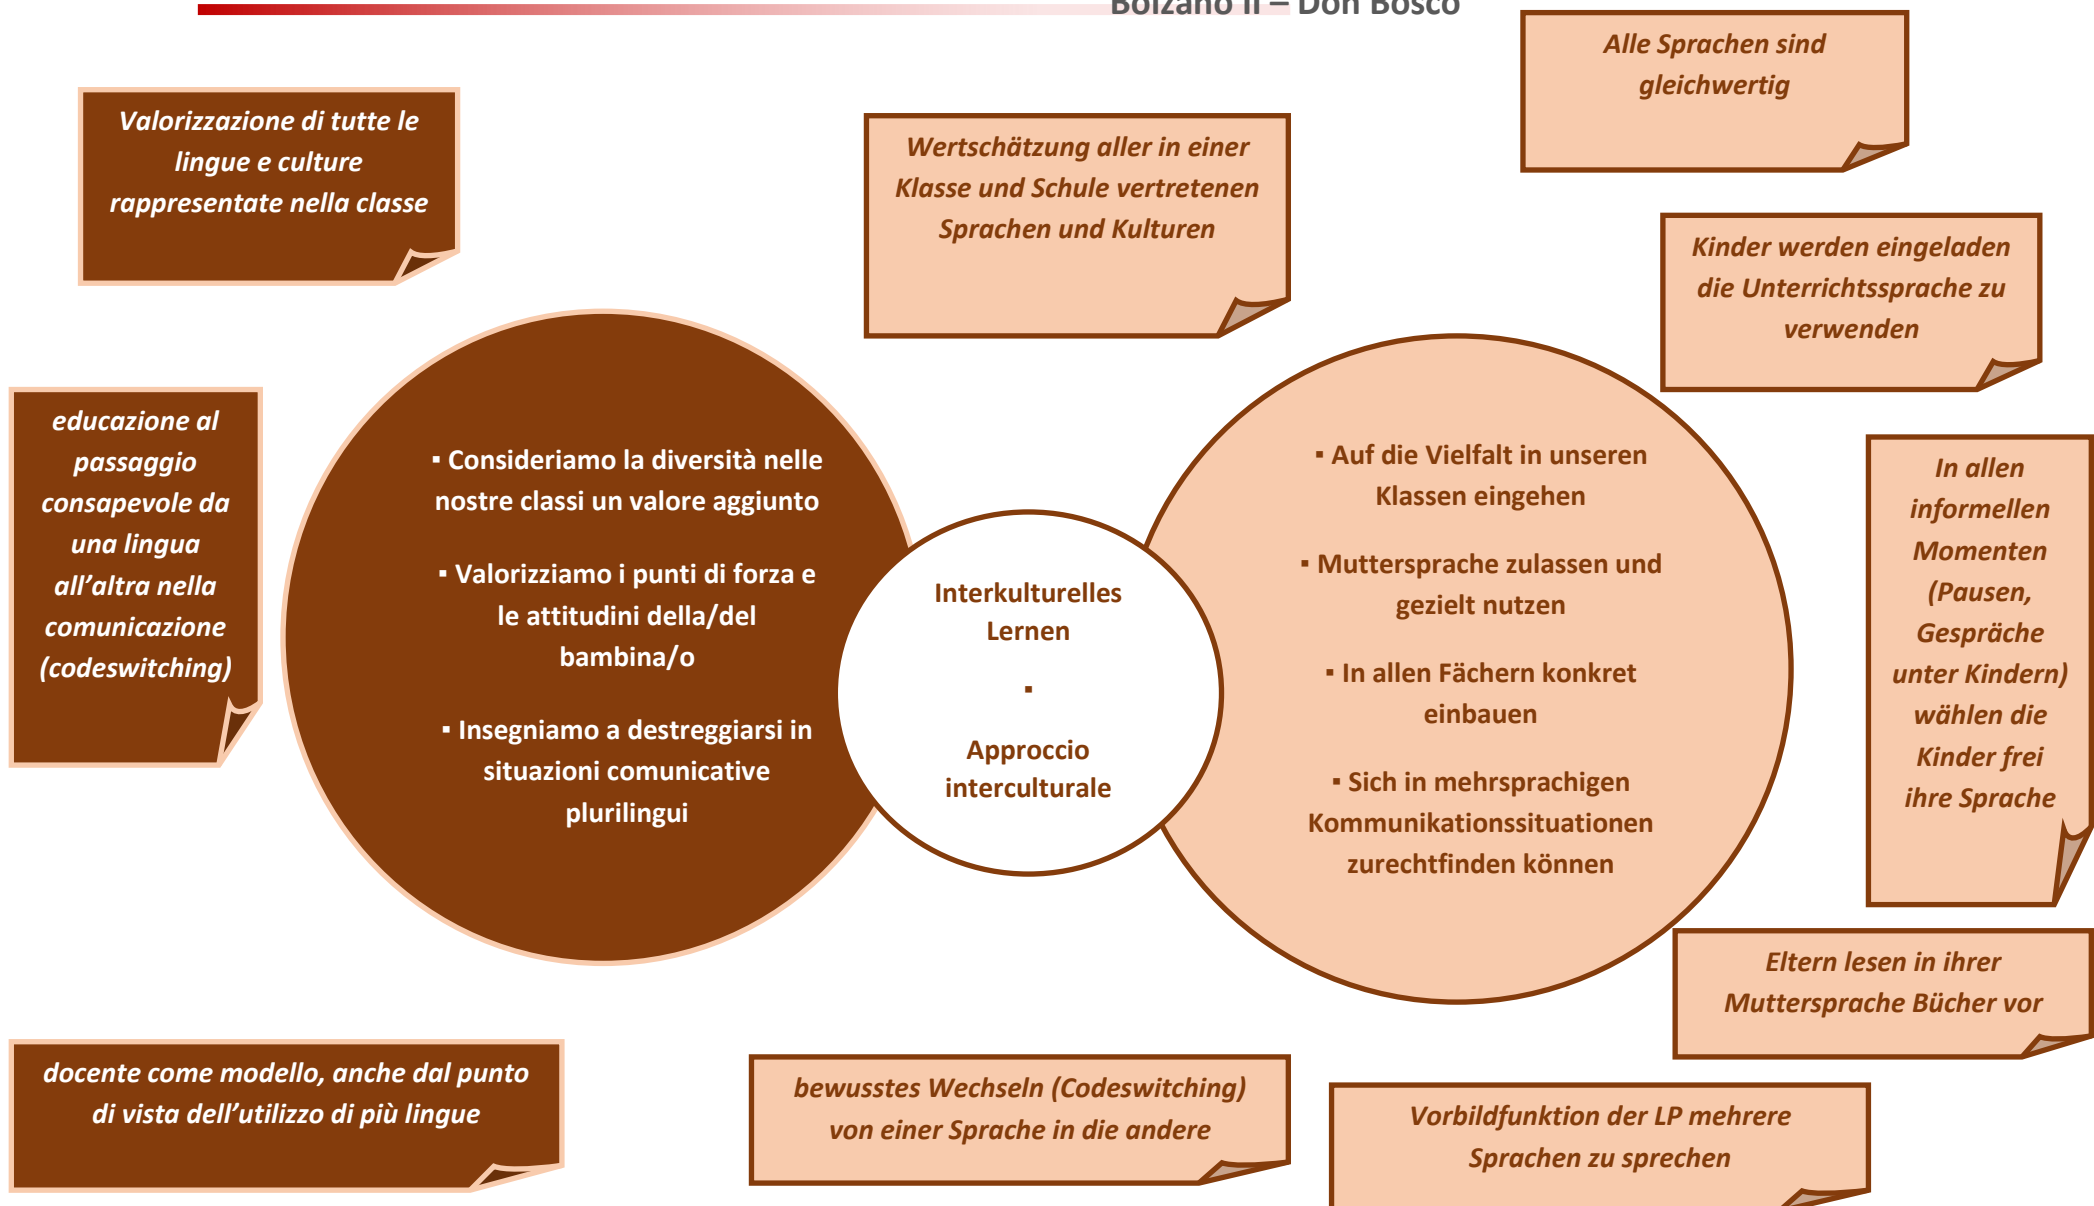 Bolzano II – Don Bosco
Alle Sprachen sind
gleichwertig
Valorizzazione di tutte le
lingue e culture
rappresentate nella classe
Wertschätzung aller in einer
Klasse und Schule vertretenen
Sprachen und Kulturen
Kinder werden eingeladen
die Unterrichtssprache zu
verwenden
educazione al
passaggio
consapevole da
una lingua
all’altra nella
comunicazione
(codeswitching)
▪ Consideriamo la diversità nelle
nostre classi un valore aggiunto
▪ Valorizziamo i punti di forza e
le attitudini della/del
bambina/o
▪ Insegniamo a destreggiarsi in
situazioni comunicative
plurilingui
Interkulturelles
Lernen
▪
Approccio
interculturale
▪ Auf die Vielfalt in unseren
Klassen eingehen
▪ Muttersprache zulassen und
gezielt nutzen
▪ In allen Fächern konkret
einbauen
▪ Sich in mehrsprachigen
Kommunikationssituationen
zurechtfinden können
In allen
informellen
Momenten
(Pausen,
Gespräche
unter Kindern)
wählen die
Kinder frei
ihre Sprache
Eltern lesen in ihrer
Muttersprache Bücher vor
docente come modello, anche dal punto
di vista dell’utilizzo di più lingue
bewusstes Wechseln (Codeswitching)
von einer Sprache in die andere
Vorbildfunktion der LP mehrere
Sprachen zu sprechen